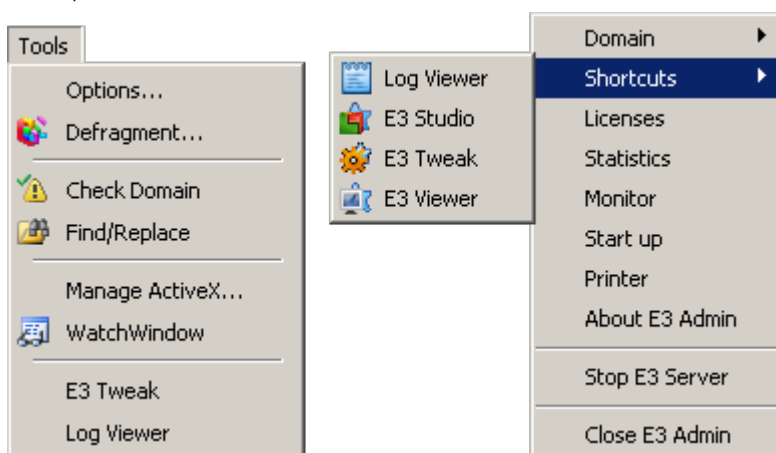 Tools
Options...
Defragment...
Check Domain
Find/Replace
Manage ActiveX...
WatchWindow
E3 Tweak
Log Viewer
Log Viewer
E3 Studio
E3 Tweak
E3 Viewer
Domain
Shortcuts
Licenses
Statistics
Monitor
Start up
Printer
About E3 Admin
Stop E3 Server
Close E3 Admin